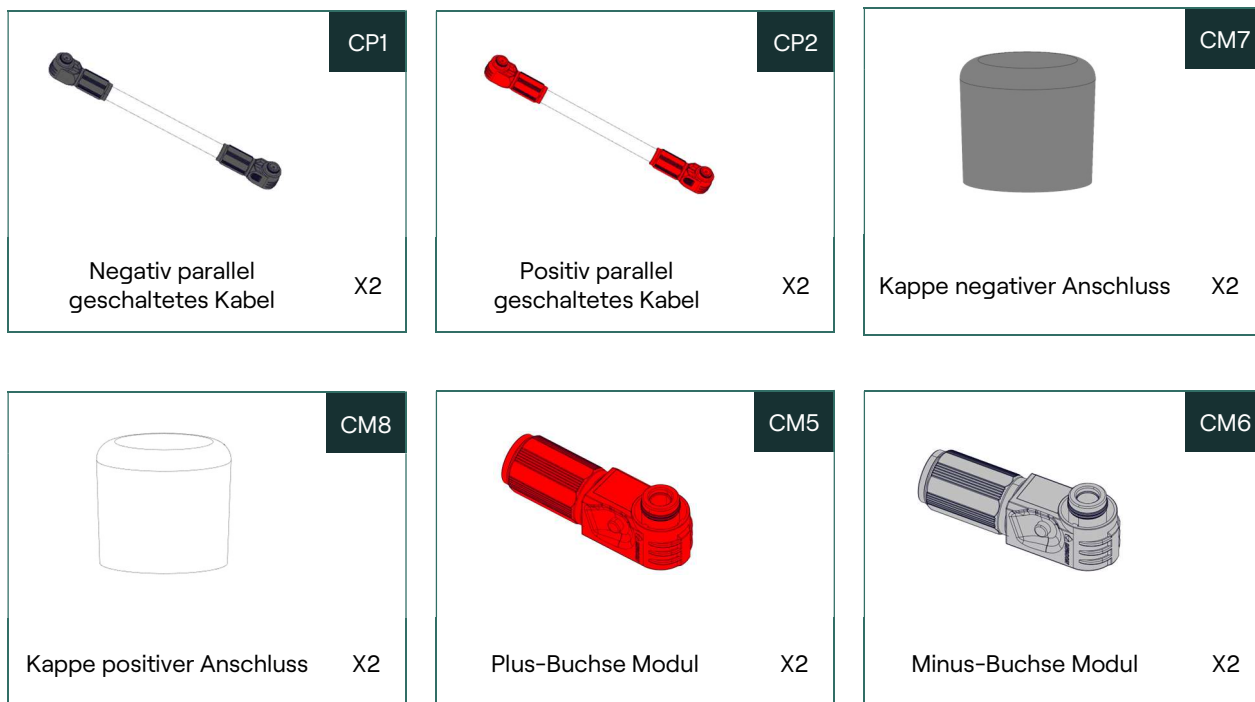 CP1
Negativ parallel
geschaltetes Kabel
X2
CP2
Positiv parallel
geschaltetes Kabel
X2
CM7
Kappe negativer Anschluss
X2
CM8
Kappe positiver Anschluss
X2
CM5
Plus-Buchse Modul
X2
CM6
Minus-Buchse Modul
X2